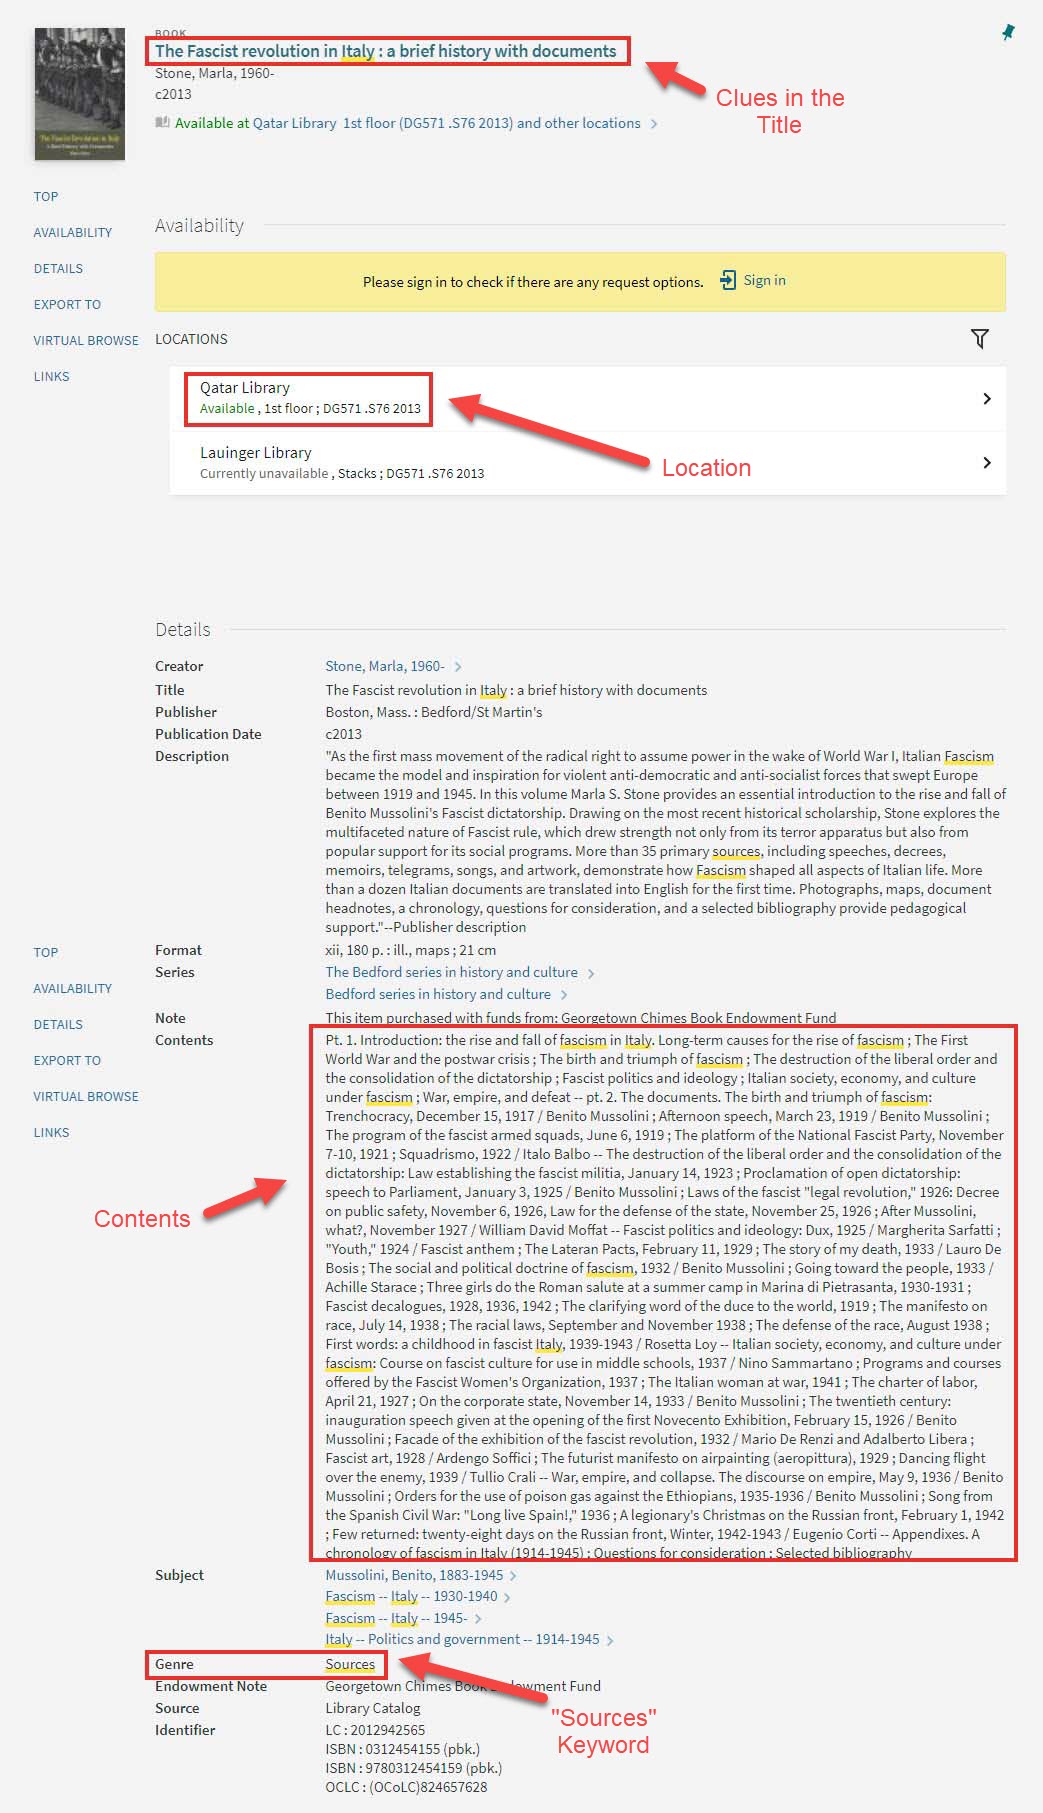 BOOK
The Fascist revolution in Italy : a brief history with documents
Stone, Marla, 1960-
c2013
Available at Qatar Library 1st floor (DG571 .S76 2013) and other locations
Clues in the
Title
TOP
AVAILABILITY
DETAILS
EXPORT TO
VIRTUAL BROWSE
LINKS
Availability
Please sign in to check if there are any request options. Sign in
LOCATIONS
Qatar Library
Available , 1st floor ; DG571 .S76 2013
Location
Lauinger Library
Currently unavailable , Stacks ; DG571 .S76 2013
Details
Creator Stone, Marla, 1960-
Title The Fascist revolution in Italy : a brief history with documents
Publisher Boston, Mass. : Bedford/St Martin's
Publication Date c2013
Description "As the first mass movement of the radical right to assume power in the wake of World War I, Italian Fascism
became the model and inspiration for violent anti-democratic and anti-socialist forces that swept Europe
between 1919 and 1945. In this volume Marla S. Stone provides an essential introduction to the rise and fall of
Benito Mussolini's Fascist dictatorship. Drawing on the most recent historical scholarship, Stone explores the
multifaceted nature of Fascist rule, which drew strength not only from its terror apparatus but also from
popular support for its social programs. More than 35 primary sources, including speeches, decrees,
memoirs, telegrams, songs, and artwork, demonstrate how Fascism shaped all aspects of Italian life. More
than a dozen Italian documents are translated into English for the first time. Photographs, maps, document
headnotes, a chronology, questions for consideration, and a selected bibliography provide pedagogical
support."--Publisher description
Format xii, 180 p. : ill., maps ; 21 cm
Series The Bedford series in history and culture
Bedford series in history and culture
Note This item purchased with funds from: Georgetown Chimes Book Endowment Fund
TOP
AVAILABILITY
DETAILS
EXPORT TO
VIRTUAL BROWSE
LINKS
Contents
Contents Pt. 1. Introduction: the rise and fall of fascism in Italy. Long-term causes for the rise of fascism ; The First
World War and the postwar crisis ; The birth and triumph of fascism ; The destruction of the liberal order and
the consolidation of the dictatorship ; Fascist politics and ideology ; Italian society, economy, and culture
under fascism ; War, empire, and defeat -- pt. 2. The documents. The birth and triumph of fascism:
Trenchocracy, December 15, 1917 / Benito Mussolini ; Afternoon speech, March 23, 1919 / Benito Mussolini ;
The program of the fascist armed squads, June 6, 1919 ; The platform of the National Fascist Party, November
7-10, 1921 ; Squadrismo, 1922 / Italo Balbo -- The destruction of the liberal order and the consolidation of the
dictatorship: Law establishing the fascist militia, January 14, 1923 ; Proclamation of open dictatorship:
speech to Parliament, January 3, 1925 / Benito Mussolini ; Laws of the fascist "legal revolution," 1926: Decree
on public safety, November 6, 1926, Law for the defense of the state, November 25, 1926 ; After Mussolini,
what?, November 1927 / William David Moffat -- Fascist politics and ideology: Dux, 1925 / Margherita Sarfatti ;
"Youth," 1924 / Fascist anthem ; The Lateran Pacts, February 11, 1929 ; The story of my death, 1933 / Lauro De
Bosis ; The social and political doctrine of fascism, 1932 / Benito Mussolini ; Going toward the people, 1933 /
Achille Starace ; Three girls do the Roman salute at a summer camp in Marina di Pietrasanta, 1930-1931 ;
Fascist decalogues, 1928, 1936, 1942 ; The clarifying word of the duce to the world, 1919 ; The manifesto on
race, July 14, 1938 ; The racial laws, September and November 1938 ; The defense of the race, August 1938 ;
First words: a childhood in fascist Italy, 1939-1943 / Rosetta Loy -- Italian society, economy, and culture under
fascism: Course on fascist culture for use in middle schools, 1937 / Nino Sammartano ; Programs and courses
offered by the Fascist Women's Organization, 1937 ; The Italian woman at war, 1941 ; The charter of labor,
April 21, 1927 ; On the corporate state, November 14, 1933 / Benito Mussolini ; The twentieth century:
inauguration speech given at the opening of the first Novecento Exhibition, February 15, 1926 / Benito
Mussolini ; Facade of the exhibition of the fascist revolution, 1932 / Mario De Renzi and Adalberto Libera ;
Fascist art, 1928 / Ardengo Soffici ; The futurist manifesto on airpainting (aeropittura), 1929 ; Dancing flight
over the enemy, 1939 / Tullio Crali -- War, empire, and collapse. The discourse on empire, May 9, 1936 / Benito
Mussolini ; Orders for the use of poison gas against the Ethiopians, 1935-1936 / Benito Mussolini ; Song from
the Spanish Civil War: "Long live Spain!," 1936 ; A legionary's Christmas on the Russian front, February 1, 1942
; Few returned: twenty-eight days on the Russian front, Winter, 1942-1943 / Eugenio Corti -- Appendixes. A
chronology of fascism in Italy (1914-1945) ; Questions for consideration ; Selected bibliography
Subject Mussolini, Benito, 1883-1945
Fascism -- Italy -- 1930-1940
Fascism -- Italy -- 1945-
Italy -- Politics and government -- 1914-1945
Genre Sources
Endowment Note Georgetown Chimes Book Endowment Fund
Source Library Catalog
"Sources"
Keyword
Identifier LC : 2012942565
ISBN : 0312454155 (pbk.)
ISBN : 9780312454159 (pbk.)
OCLC : (OCoLC)824657628